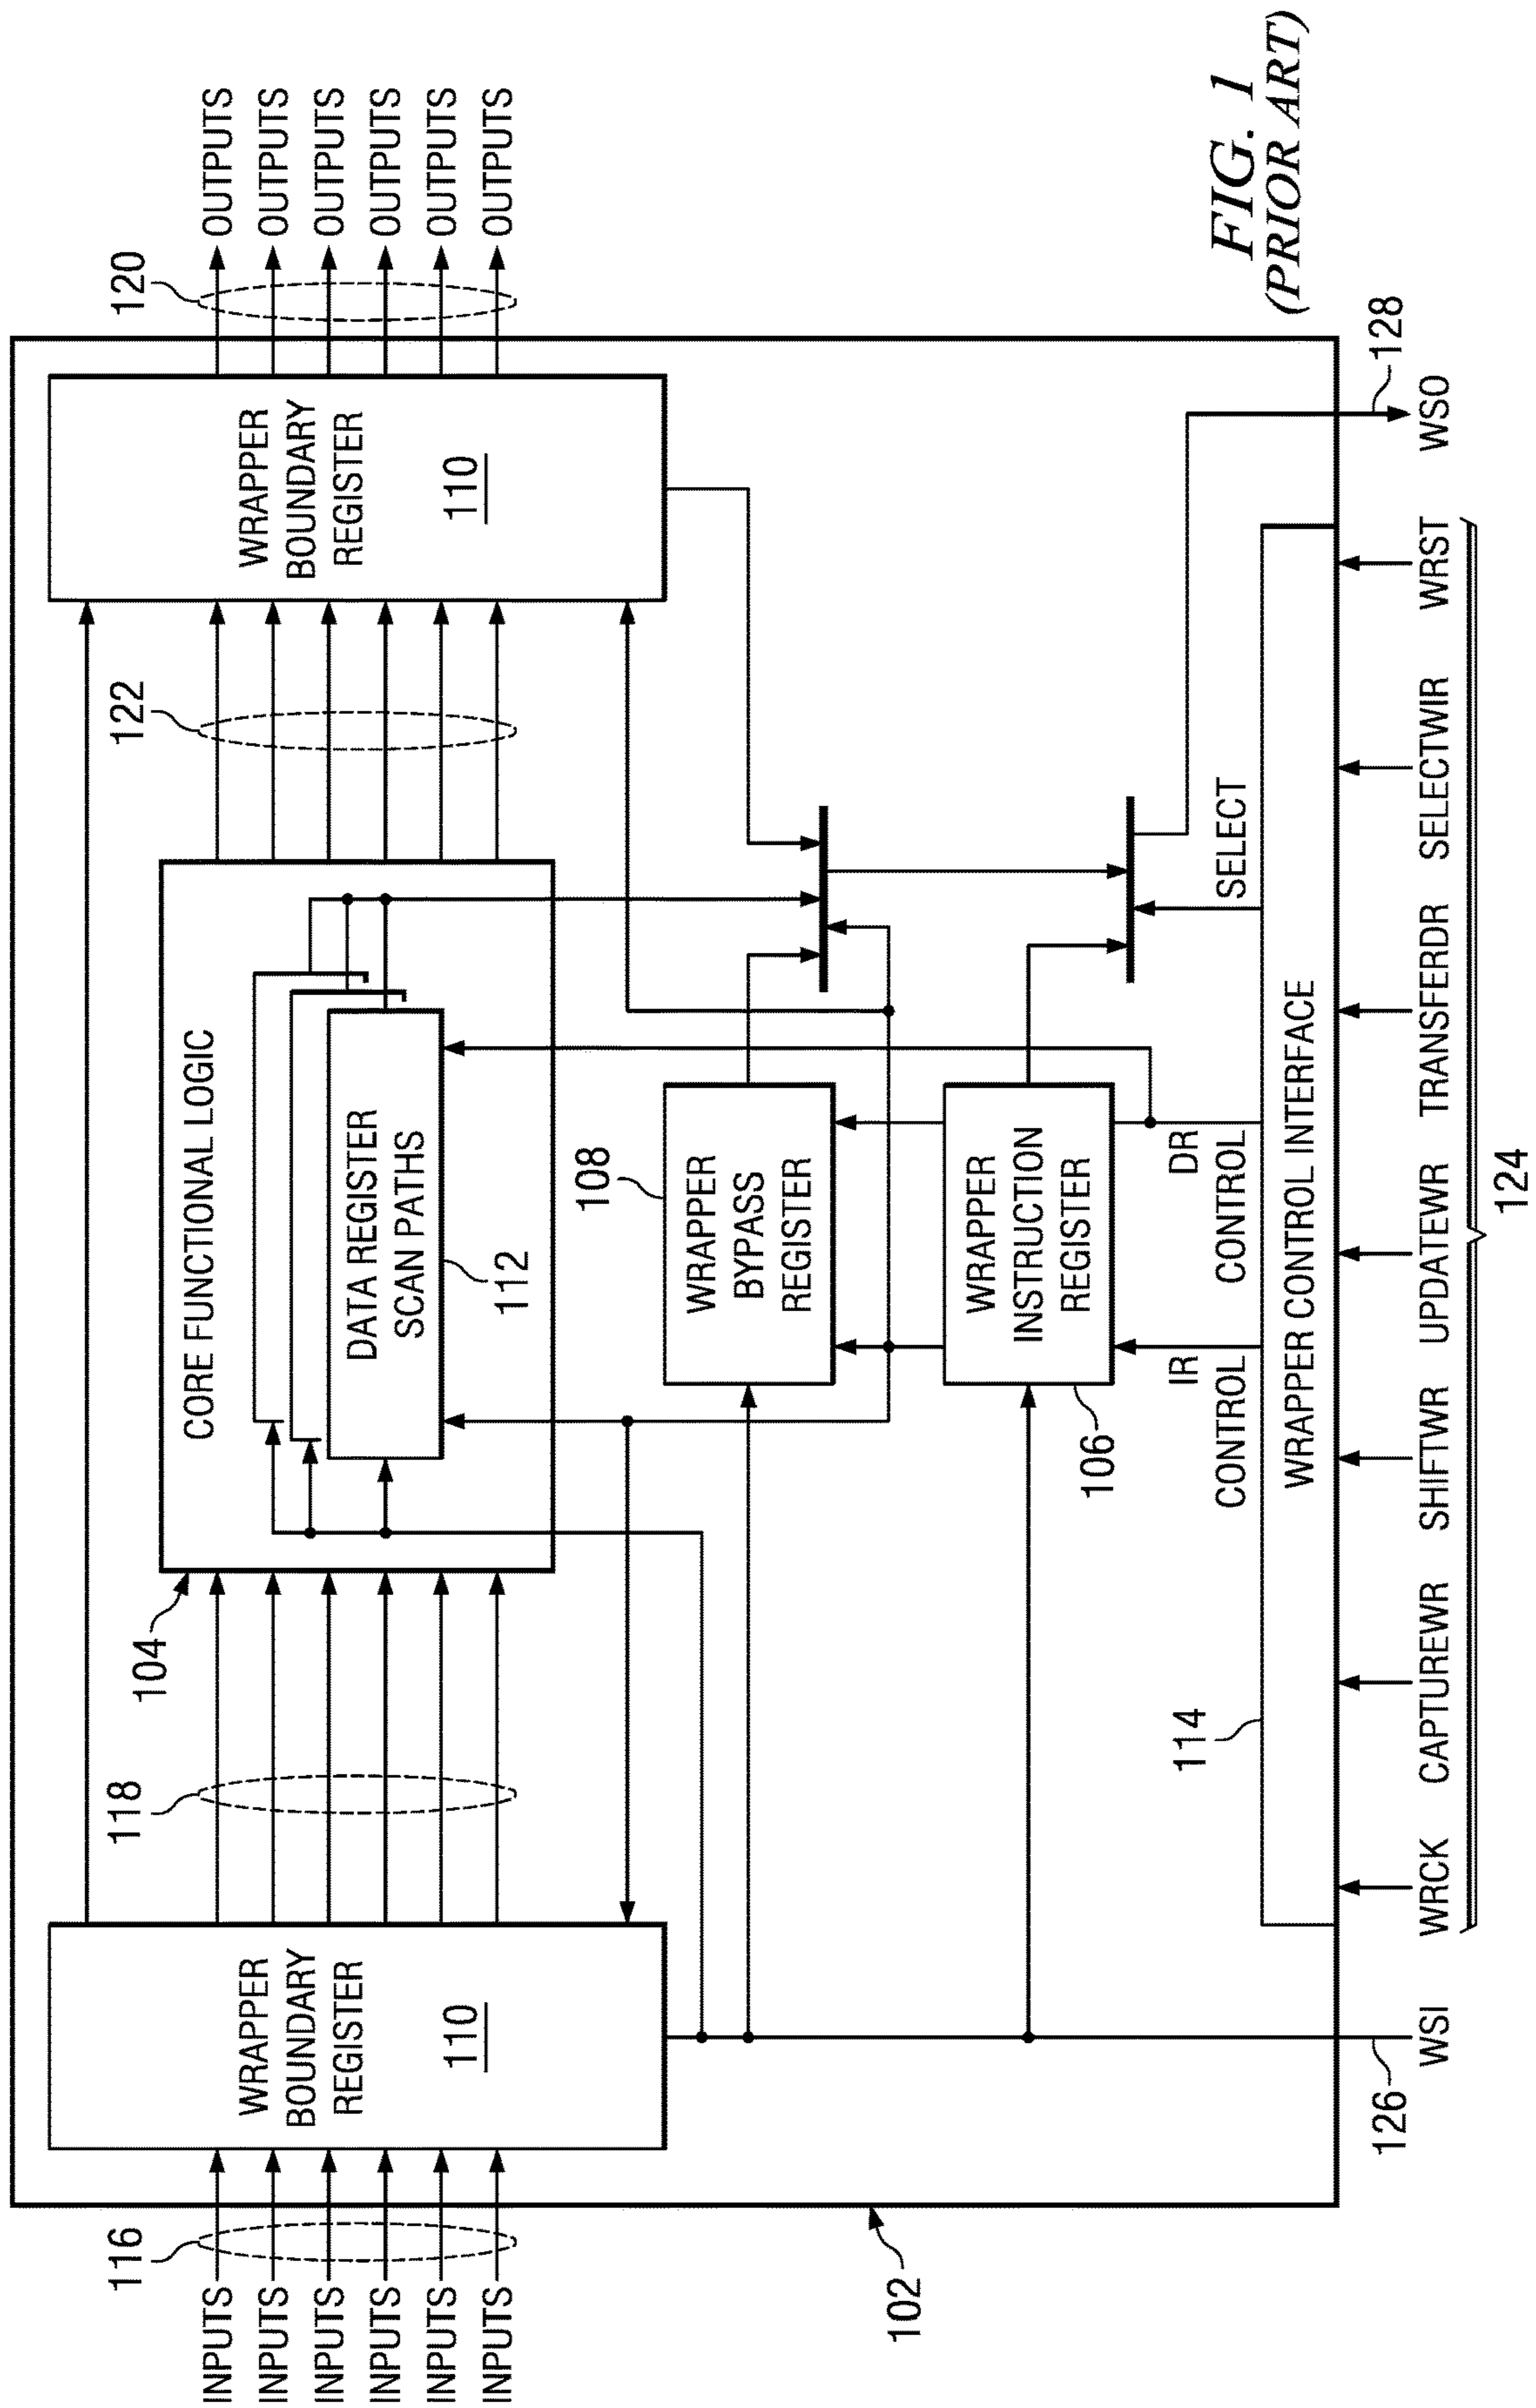 120
OUTPUTS
OUTPUTS
OUTPUTS
OUTPUTS
OUTPUTS
OUTPUTS
116
INPUTS
INPUTS
INPUTS
INPUTS
INPUTS
INPUTS
WRAPPER
BOUNDARY
REGISTER
110
118
104
CORE FUNCTIONAL LOGIC
DATA REGISTER
SCAN PATHS
112
122
WRAPPER
BOUNDARY
REGISTER
110
108
WRAPPER
BYPASS
REGISTER
WRAPPER
INSTRUCTION
REGISTER
106
102
114
IR
CONTROL
DR
CONTROL
SELECT
WRAPPER CONTROL INTERFACE
126
128
WSI
WRCK
CAPTUREWR
SHIFTWR
UPDATEWR
TRANSFERDR
SELECTWIR
WRST
WSO
124
FIG. 1
(PRIOR ART)